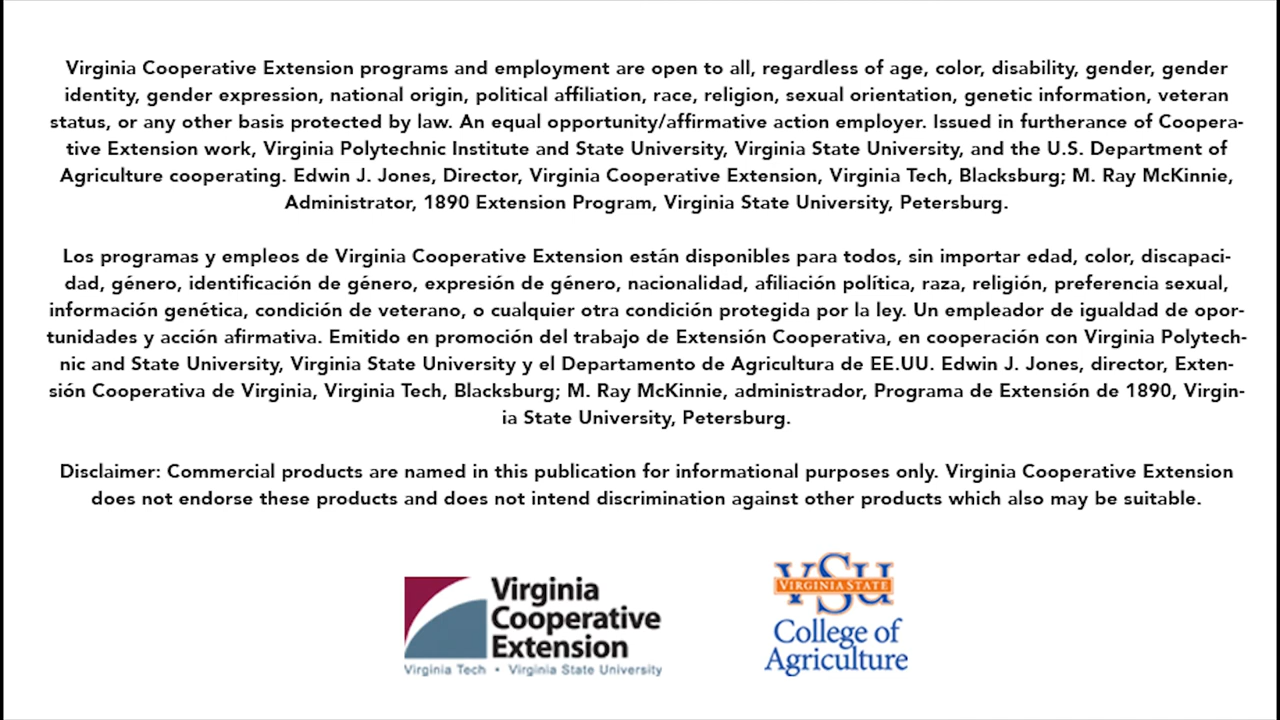 Virginia Cooperative Extension programs and employment are open to all, regardless of age, color, disability, gender, gender
identity, gender expression, national origin, political affiliation, race, religion, sexual orientation, genetic information, veteran
status, or any other basis protected by law. An equal opportunity/affirmative action employer. Issued in furtherance of Coopera-
tive Extension work, Virginia Polytechnic Institute and State University, Virginia State University, and the U.S. Department of
Agriculture cooperating. Edwin J. Jones, Director, Virginia Cooperative Extension, Virginia Tech, Blacksburg; M. Ray McKinnie,
Administrator, 1890 Extension Program, Virginia State University, Petersburg.
Los programas y empleos de Virginia Cooperative Extension están disponibles para todos, sin importar edad, color, discapaci-
dad, género, identificación de género, expresión de género, nacionalidad, afiliación política, raza, religión, preferencia sexual,
información genética, condición de veterano, o cualquier otra condición protegida por la ley. Un empleador de igualdad de opor-
tunidades y acción afirmativa. Emitido en promoción del trabajo de Extensión Cooperativa, en cooperación con Virginia Polytech-
nic and State University, Virginia State University y el Departamento de Agricultura de EE.UU. Edwin J. Jones, director, Exten-
sión Cooperativa de Virginia, Virginia Tech, Blacksburg; M. Ray McKinnie, administrador, Programa de Extensión de 1890, Virgin-
ia State University, Petersburg.
Disclaimer: Commercial products are named in this publication for informational purposes only. Virginia Cooperative Extension
does not endorse these products and does not intend discrimination against other products which also may be suitable.
Virginia
Cooperative
Extension
Virginia Tech • Virginia State University
VSU
VIRGINIA STATE
College of
Agriculture